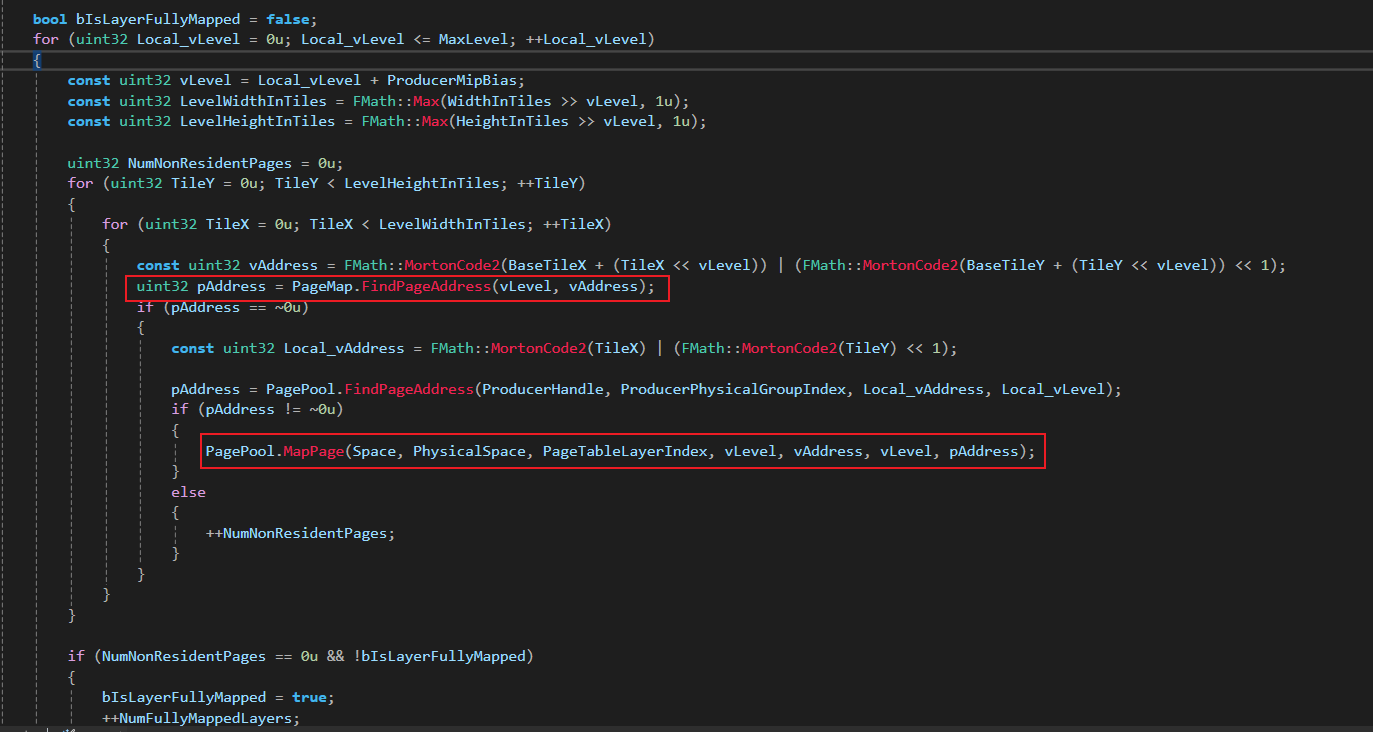 bool bIsLayerFullyMapped = false;
for (uint32 Local_vLevel = 0u; Local_vLevel <= MaxLevel; ++Local_vLevel)
{
const uint32 vLevel = Local_vLevel + ProducerMipBias;
const uint32 LevelWidthInTiles = FMath::Max(WidthInTiles >> vLevel, 1u);
const uint32 LevelHeightInTiles = FMath::Max(HeightInTiles >> vLevel, 1u);
uint32 NumNonResidentPages = 0u;
for (uint32 TileY = 0u; TileY < LevelHeightInTiles; ++TileY)
{
for (uint32 TileX = 0u; TileX < LevelWidthInTiles; ++TileX)
{
const uint32 vAddress = FMath::MortonCode2(BaseTileX + (TileX << vLevel)) | (FMath::MortonCode2(BaseTileY + (TileY << vLevel)) << 1);
uint32 pAddress = PageMap.FindPageAddress(vLevel, vAddress);
if (pAddress == ~0u)
{
const uint32 Local_vAddress = FMath::MortonCode2(TileX) | (FMath::MortonCode2(TileY) << 1);
pAddress = PagePool.FindPageAddress(ProducerHandle, ProducerPhysicalGroupIndex, Local_vAddress, Local_vLevel);
if (pAddress != ~0u)
{
PagePool.MapPage(Space, PhysicalSpace, PageTableLayerIndex, vLevel, vAddress, vLevel, pAddress);
}
else
{
++NumNonResidentPages;
}
}
}
}
if (NumNonResidentPages == 0u && !bIsLayerFullyMapped)
{
bIsLayerFullyMapped = true;
++NumFullyMappedLayers;